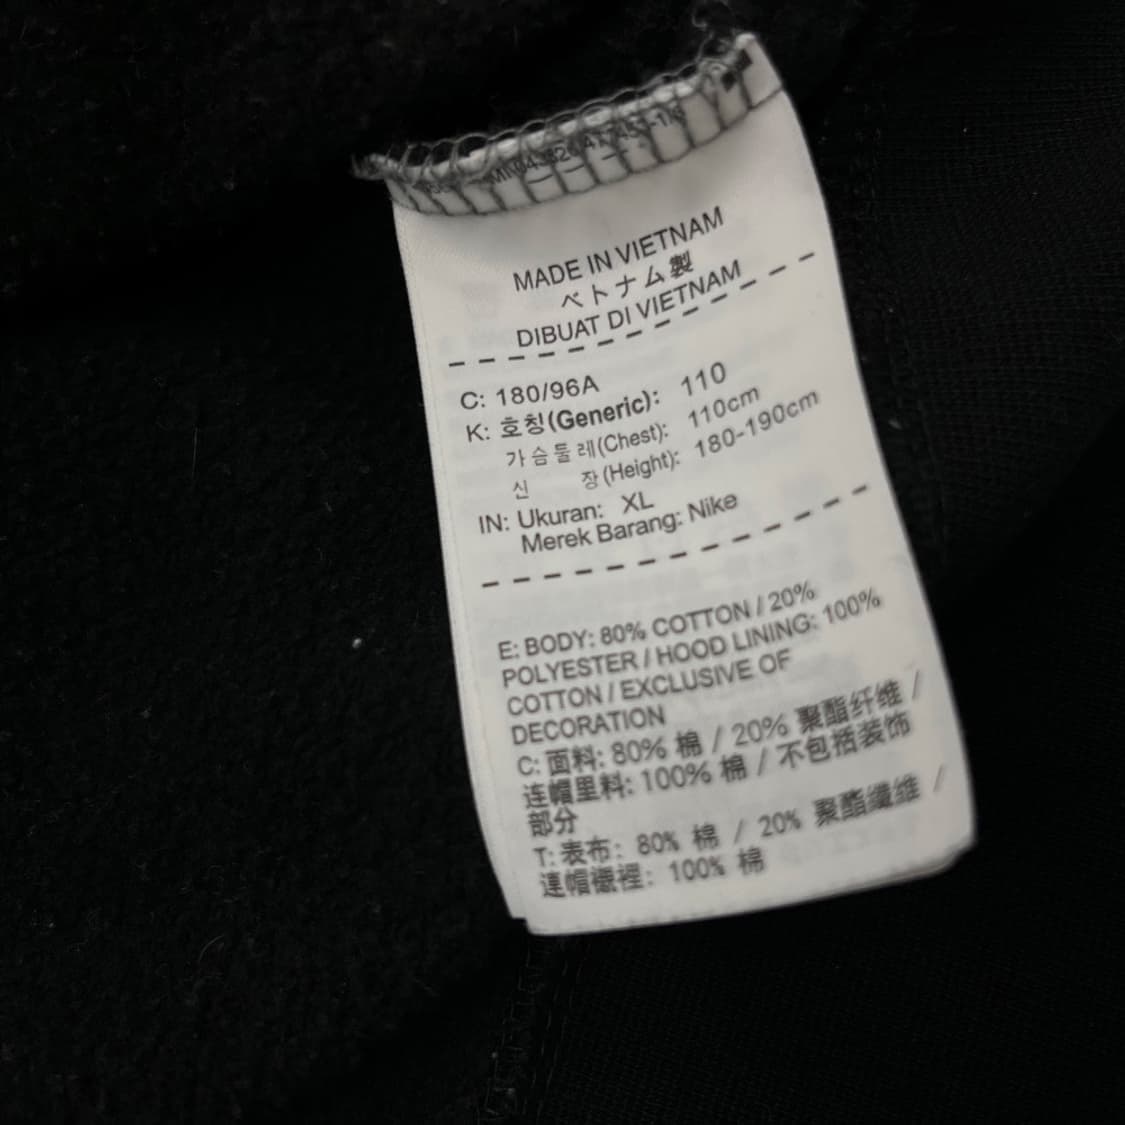 MADE IN VIETNAM
ベトナム製
DIBUAT DI VIETNAM
C: 180/96A
K: 호칭(Generic): 110
가슴둘레(Chest): 110cm
신 장(Height): 180-190cm
IN: Ukuran: XL
Merek Barang: Nike
E: BODY: 80% COTTON / 20%
POLYESTER / HOOD LINING: 100%
COTTON / EXCLUSIVE OF
DECORATION
C: 面料: 80% 棉 / 20% 聚酯纤维 /
连帽里料: 100% 棉 / 不包括装饰
部分
T: 表布: 80% 棉 / 20% 聚酯纖維 /
連帽襯裡: 100% 棉